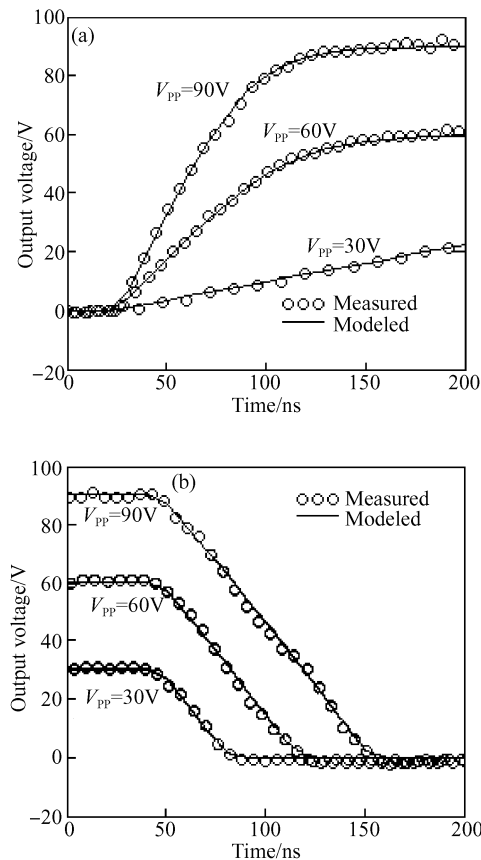 100
(a)
80
V_PP=90V
60
V_PP=60V
40
V_PP=30V
20
Measured
0
Modeled
−20
0 50 100 150 200
Time/ns
Output voltage/V
100
(b)
Measured
80
V_PP=90V
Modeled
60
V_PP=60V
40
20
V_PP=30V
0
−20
0 50 100 150 200
Time/ns
Output voltage/V